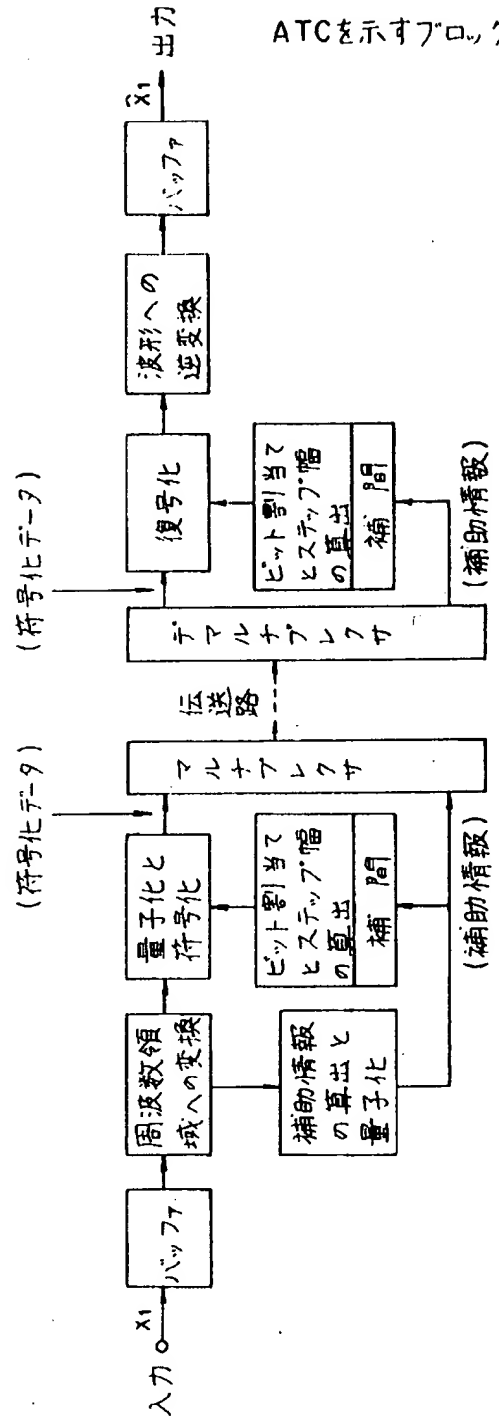 ATCを示すブロック
入力
x1
バッファ
周波数領
域への変換
補助情報
の算出と
量子化
量子化と
符号化
(符号化データ)
ビット割当て
とステップ幅
の算出
補間
(補助情報)
マルチプレクサ
伝送路
デマルチプレクサ
(符号化データ)
復号化
ビット割当て
とステップ幅
の算出
補間
(補助情報)
波形への
逆変換
バッファ
x̂1
出力